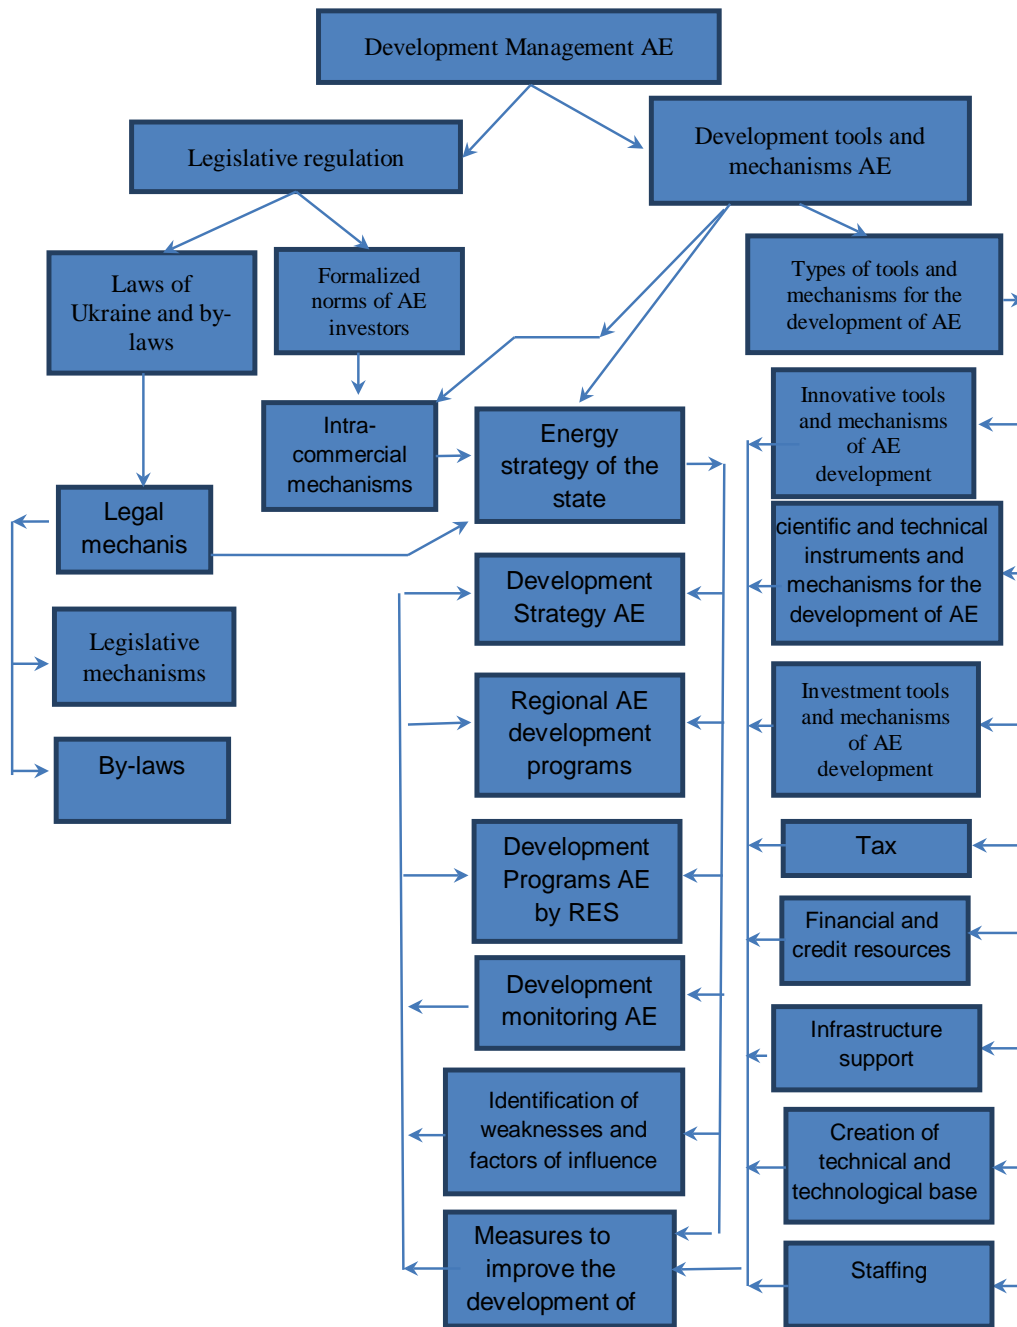 Development Management AE
Legislative regulation
Development tools and
mechanisms AE
Laws of
Ukraine and by-
laws
Formalized
norms of AE
investors
Types of tools and
mechanisms for the
development of AE
Intra-
commercial
mechanisms
Energy
strategy of the
state
Innovative tools
and mechanisms
of AE
development
Legal
mechanis
cientific and technical
instruments and
mechanisms for the
development of AE
Development
Strategy AE
Legislative
mechanisms
Regional AE
development
programs
Investment tools
and mechanisms
of AE
development
By-laws
Development
Programs AE
by RES
Tax
Financial and
credit resources
Development
monitoring AE
Infrastructure
support
Identification of
weaknesses and
factors of influence
Creation of
technical and
technological base
Measures to
improve the
development of
Staffing